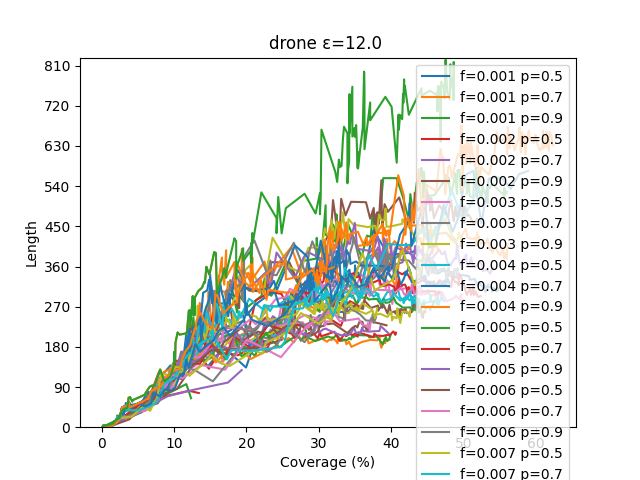 drone ε=12.0
Length
810
720
630
540
450
360
270
180
90
0
0
10
20
30
40
50
60
Coverage (%)
f=0.001 p=0.5
f=0.001 p=0.7
f=0.001 p=0.9
f=0.002 p=0.5
f=0.002 p=0.7
f=0.002 p=0.9
f=0.003 p=0.5
f=0.003 p=0.7
f=0.003 p=0.9
f=0.004 p=0.5
f=0.004 p=0.7
f=0.004 p=0.9
f=0.005 p=0.5
f=0.005 p=0.7
f=0.005 p=0.9
f=0.006 p=0.5
f=0.006 p=0.7
f=0.006 p=0.9
f=0.007 p=0.5
f=0.007 p=0.7